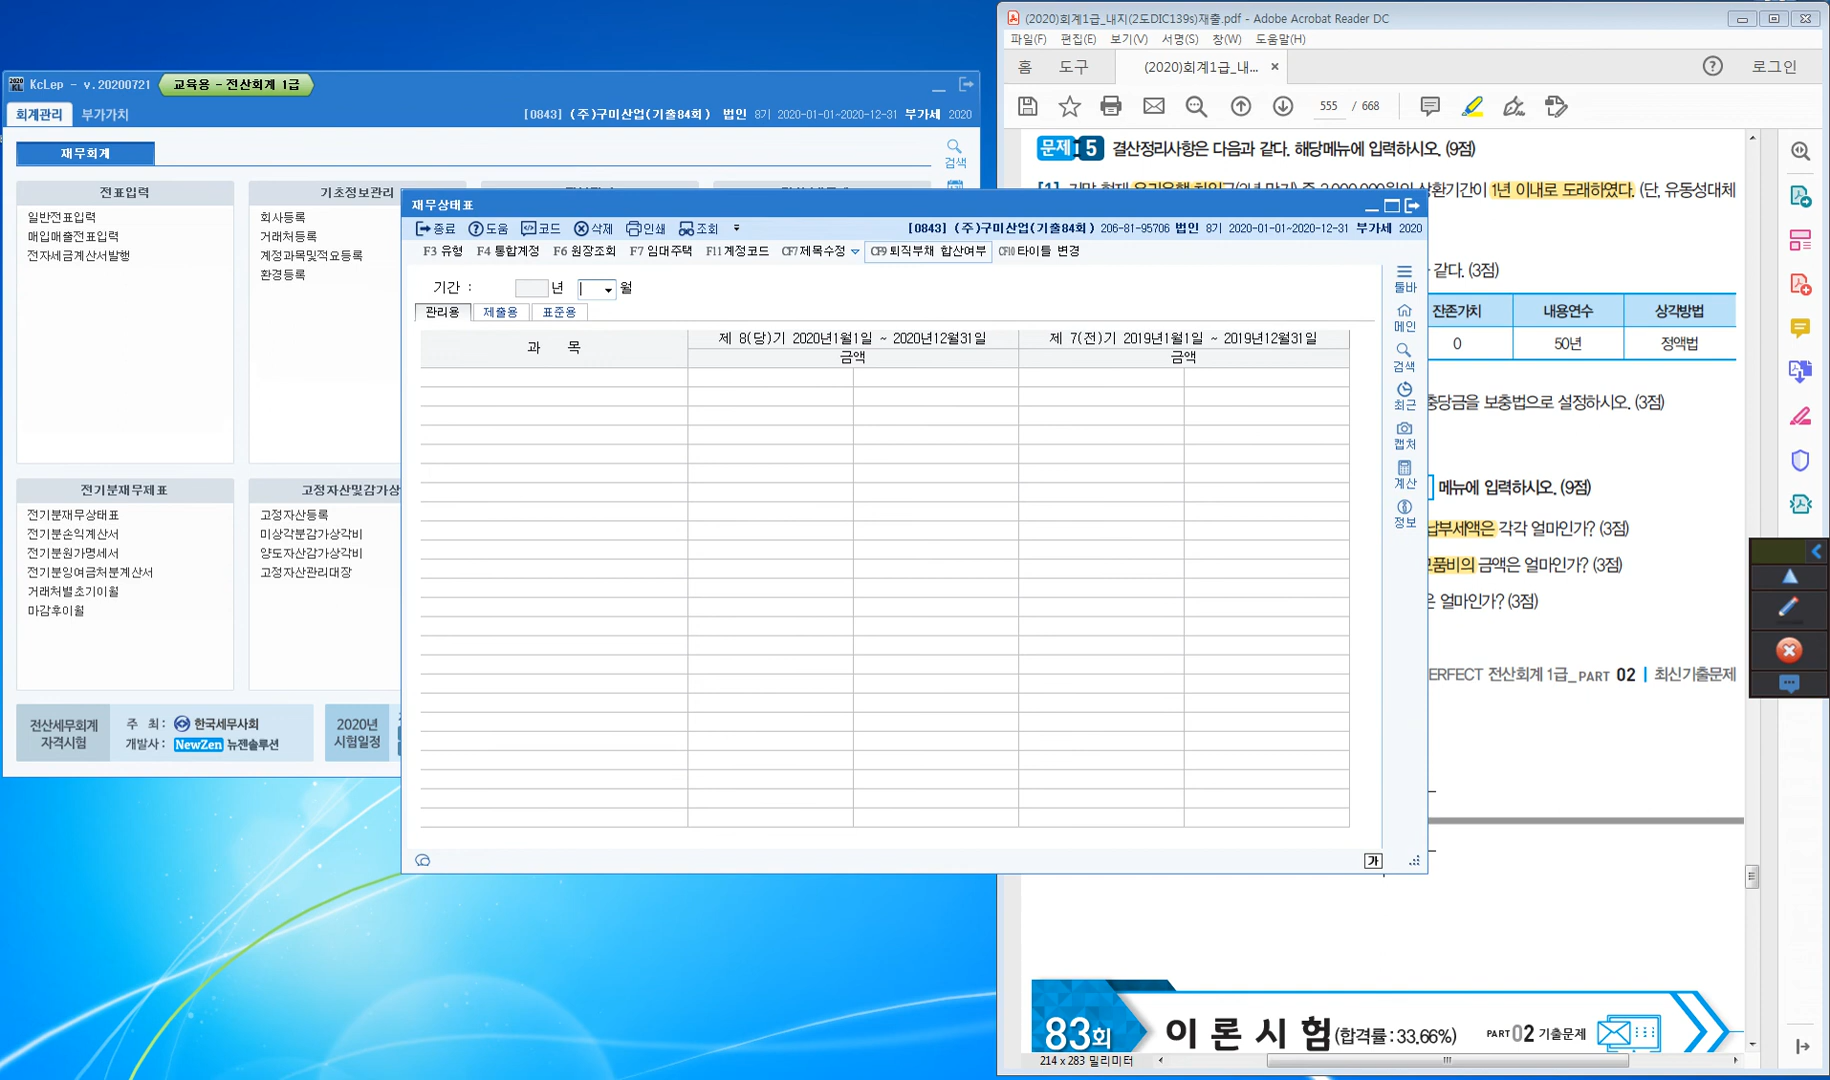 KcLep - v.20200721 교육용 - 전산회계 1급
회계관리 부가가치
[0843] (주)구미산업(기출84회) 법인 8기 2020-01-01~2020-12-31 부가세 2020
재무회계
검색
전표입력
일반전표입력
매입매출전표입력
전자세금계산서발행
기초정보관리
회사등록
거래처등록
계정과목및적요등록
환경등록
전기분재무제표
전기분재무상태표
전기분손익계산서
전기분원가명세서
전기분잉여금처분계산서
거래처별초기이월
마감후이월
고정자산및감가상
고정자산등록
미상각분감가상각비
양도자산감가상각비
고정자산관리대장
전산세무회계
자격시험
주 최 : 한국세무사회
개발사 : NewZen 뉴젠솔루션
2020년
시험일정
재무상태표
종료 도움 코드 삭제 인쇄 조회
[0843] (주)구미산업(기출84회) 206-81-95706 법인 8기 2020-01-01~2020-12-31 부가세 2020
F3 유형 F4 통합계정 F6 원장조회 F7 임대주택 F11 계정코드 CF7 제목수정 CF9 퇴직부채 합산여부 CF10 타이틀 변경
기간 : 년 월
관리용 제출용 표준용
과 목
제 8(당)기 2020년1월1일 ~ 2020년12월31일
금액
제 7(전)기 2019년1월1일 ~ 2019년12월31일
금액
툴바
메인
검색
최근
캡처
계산
정보
가
(2020)회계1급_내지(2도DIC139s)재출.pdf - Adobe Acrobat Reader DC
파일(F) 편집(E) 보기(V) 서명(S) 창(W) 도움말(H)
홈 도구 (2020)회계1급_내... × 로그인
555 / 668
문제 5 결산정리사항은 다음과 같다. 해당메뉴에 입력하시오. (9점)
상환기간이 1년 이내로 도래하였다. (단, 유동성대체
같다. (3점)
잔존가치 내용연수 상각방법
0 50년 정액법
충당금을 보충법으로 설정하시오. (3점)
메뉴에 입력하시오. (9점)
납부세액은 각각 얼마인가? (3점)
금액은 얼마인가? (3점)
얼마인가? (3점)
ERFECT 전산회계 1급_PART 02 | 최신기출문제
83회 이 론 시 험 (합격률 : 33.66%) PART 02 기출문제
214 x 283 밀리미터